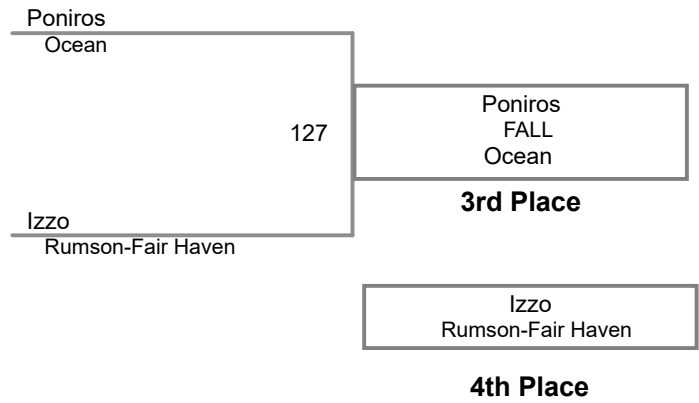 Poniros
Ocean
127
Poniros
FALL
Ocean
3rd Place
Izzo
Rumson-Fair Haven
Izzo
Rumson-Fair Haven
4th Place